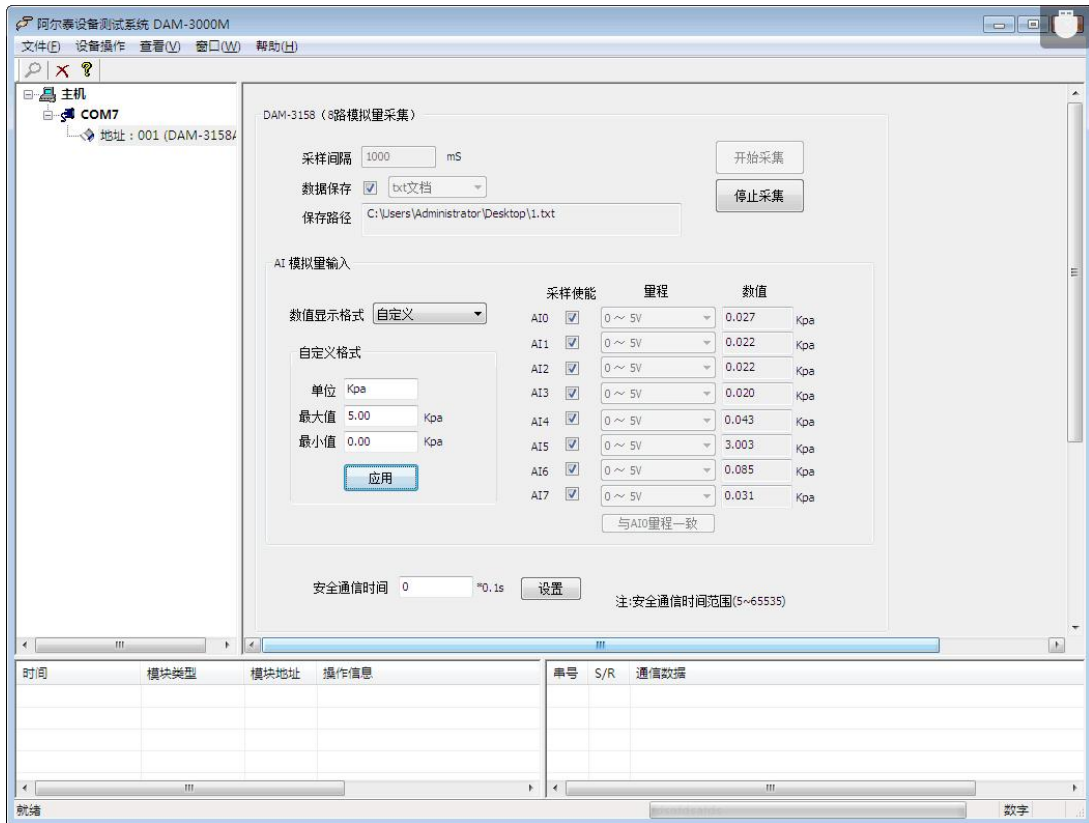 阿尔泰设备测试系统 DAM-3000M
文件(F) 设备操作 查看(V) 窗口(W) 帮助(H)
主机
COM7
地址：001 (DAM-3158A
DAM-3158（8路模拟量采集）
采样间隔 1000 mS
开始采集
数据保存 txt文档
停止采集
保存路径 C:\Users\Administrator\Desktop\1.txt
AI 模拟量输入
采样使能 量程 数值
数值显示格式 自定义
AI0 0 ～ 5V 0.027 Kpa
AI1 0 ～ 5V 0.022 Kpa
AI2 0 ～ 5V 0.022 Kpa
AI3 0 ～ 5V 0.020 Kpa
AI4 0 ～ 5V 0.043 Kpa
AI5 0 ～ 5V 3.003 Kpa
AI6 0 ～ 5V 0.085 Kpa
AI7 0 ～ 5V 0.031 Kpa
与AI0量程一致
自定义格式
单位 Kpa
最大值 5.00 Kpa
最小值 0.00 Kpa
应用
安全通信时间 0 *0.1s 设置
注:安全通信时间范围(5~65535)
时间 模块类型 模块地址 操作信息
串号 S/R 通信数据
就绪
数字